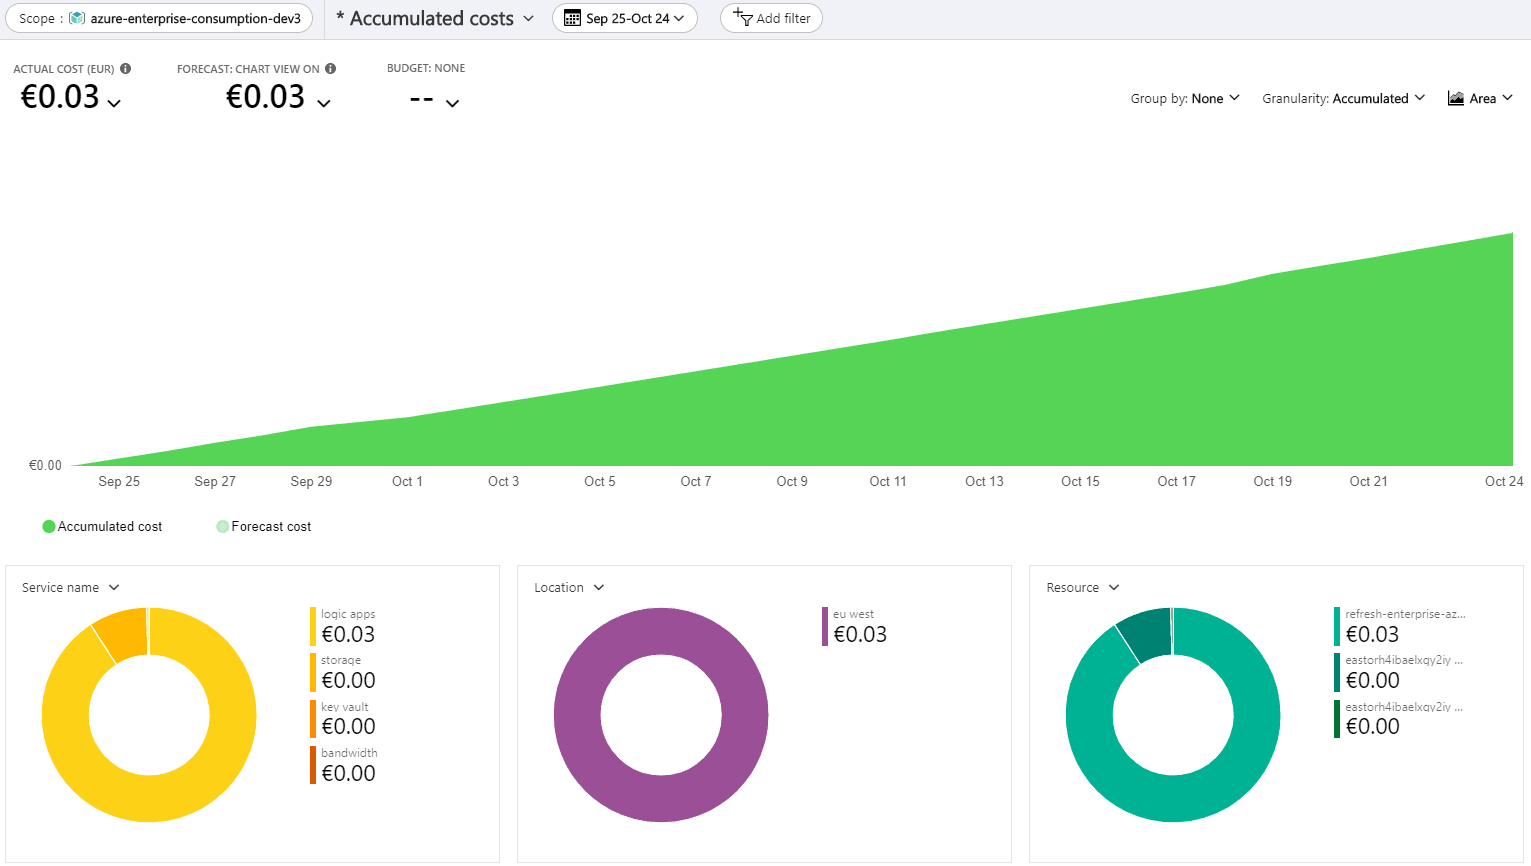 Scope : azure-enterprise-consumption-dev3
* Accumulated costs
Sep 25-Oct 24
Add filter
ACTUAL COST (EUR)
€0.03
FORECAST: CHART VIEW ON
€0.03
BUDGET: NONE
--
Group by: None
Granularity: Accumulated
Area
€0.00
Sep 25 Sep 27 Sep 29 Oct 1 Oct 3 Oct 5 Oct 7 Oct 9 Oct 11 Oct 13 Oct 15 Oct 17 Oct 19 Oct 21 Oct 24
Accumulated cost Forecast cost
Service name
logic apps
€0.03
storage
€0.00
key vault
€0.00
bandwidth
€0.00
Location
eu west
€0.03
Resource
refresh-enterprise-az...
€0.03
eastorh4ibaelxqy2iy ...
€0.00
eastorh4ibaelxqy2iy ...
€0.00